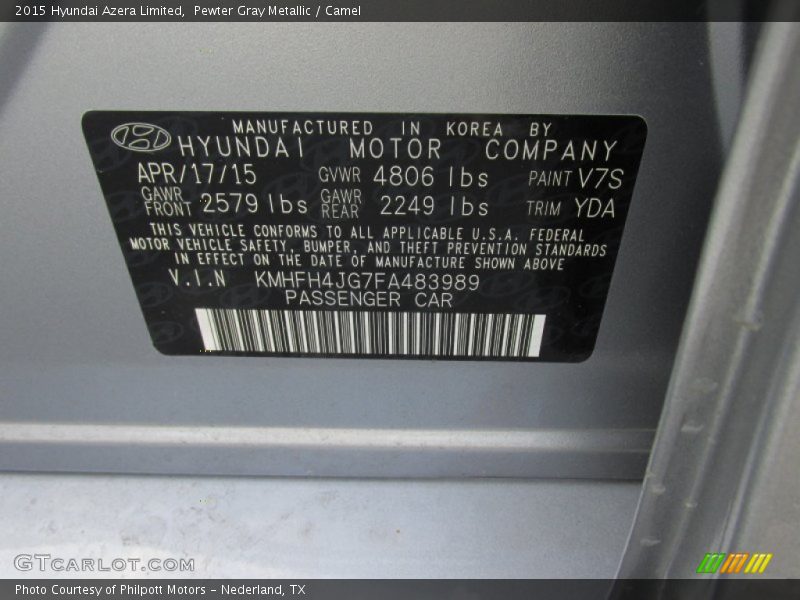 2015 Hyundai Azera Limited, Pewter Gray Metallic / Camel
MANUFACTURED IN KOREA BY
HYUNDAI MOTOR COMPANY
APR/17/15 GVWR 4806 lbs PAINT V7S
GAWR FRONT 2579 lbs GAWR REAR 2249 lbs TRIM YDA
THIS VEHICLE CONFORMS TO ALL APPLICABLE U.S.A. FEDERAL
MOTOR VEHICLE SAFETY, BUMPER, AND THEFT PREVENTION STANDARDS
IN EFFECT ON THE DATE OF MANUFACTURE SHOWN ABOVE
V.I.N KMHFH4JG7FA483989
PASSENGER CAR
GTCARLOT.COM
Photo Courtesy of Philpott Motors - Nederland, TX